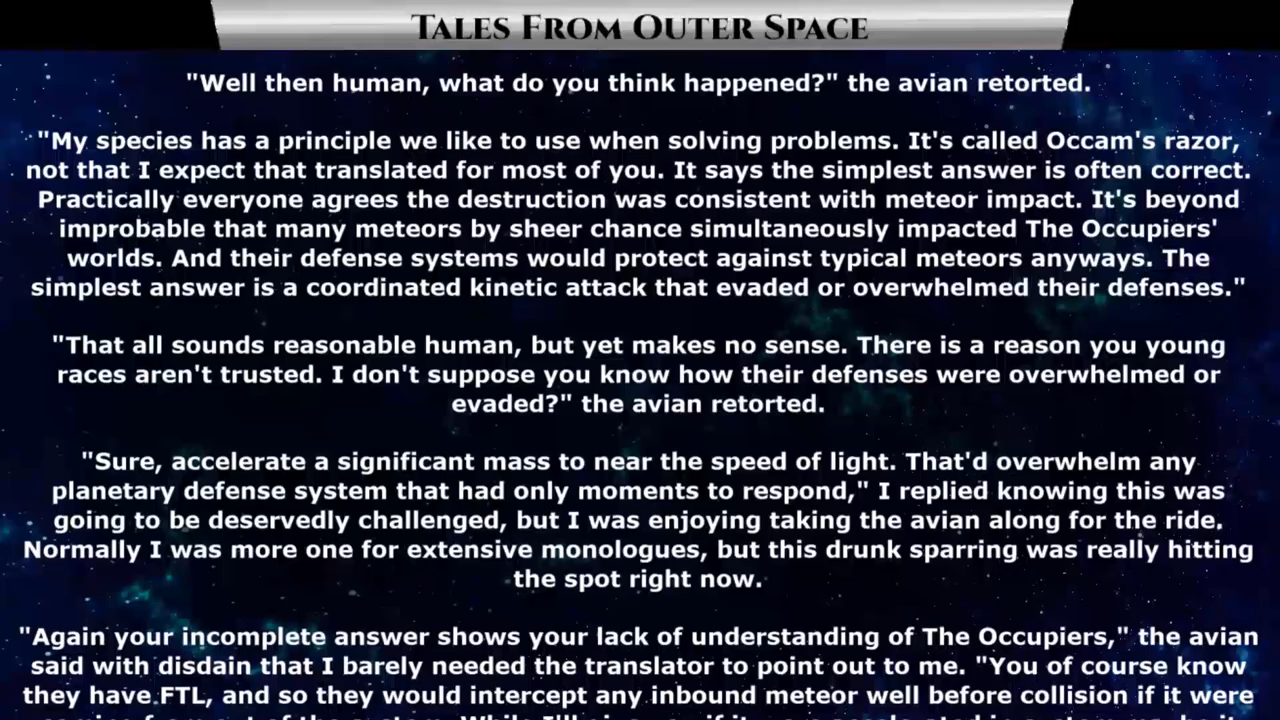 Tales From Outer Space
"Well then human, what do you think happened?" the avian retorted.
"My species has a principle we like to use when solving problems. It's called Occam's razor,
not that I expect that translated for most of you. It says the simplest answer is often correct.
Practically everyone agrees the destruction was consistent with meteor impact. It's beyond
improbable that many meteors by sheer chance simultaneously impacted The Occupiers'
worlds. And their defense systems would protect against typical meteors anyways. The
simplest answer is a coordinated kinetic attack that evaded or overwhelmed their defenses."
"That all sounds reasonable human, but yet makes no sense. There is a reason you young
races aren't trusted. I don't suppose you know how their defenses were overwhelmed or
evaded?" the avian retorted.
"Sure, accelerate a significant mass to near the speed of light. That'd overwhelm any
planetary defense system that had only moments to respond," I replied knowing this was
going to be deservedly challenged, but I was enjoying taking the avian along for the ride.
Normally I was more one for extensive monologues, but this drunk sparring was really hitting
the spot right now.
"Again your incomplete answer shows your lack of understanding of The Occupiers," the avian
said with disdain that I barely needed the translator to point out to me. "You of course know
they have FTL, and so they would intercept any inbound meteor well before collision if it were